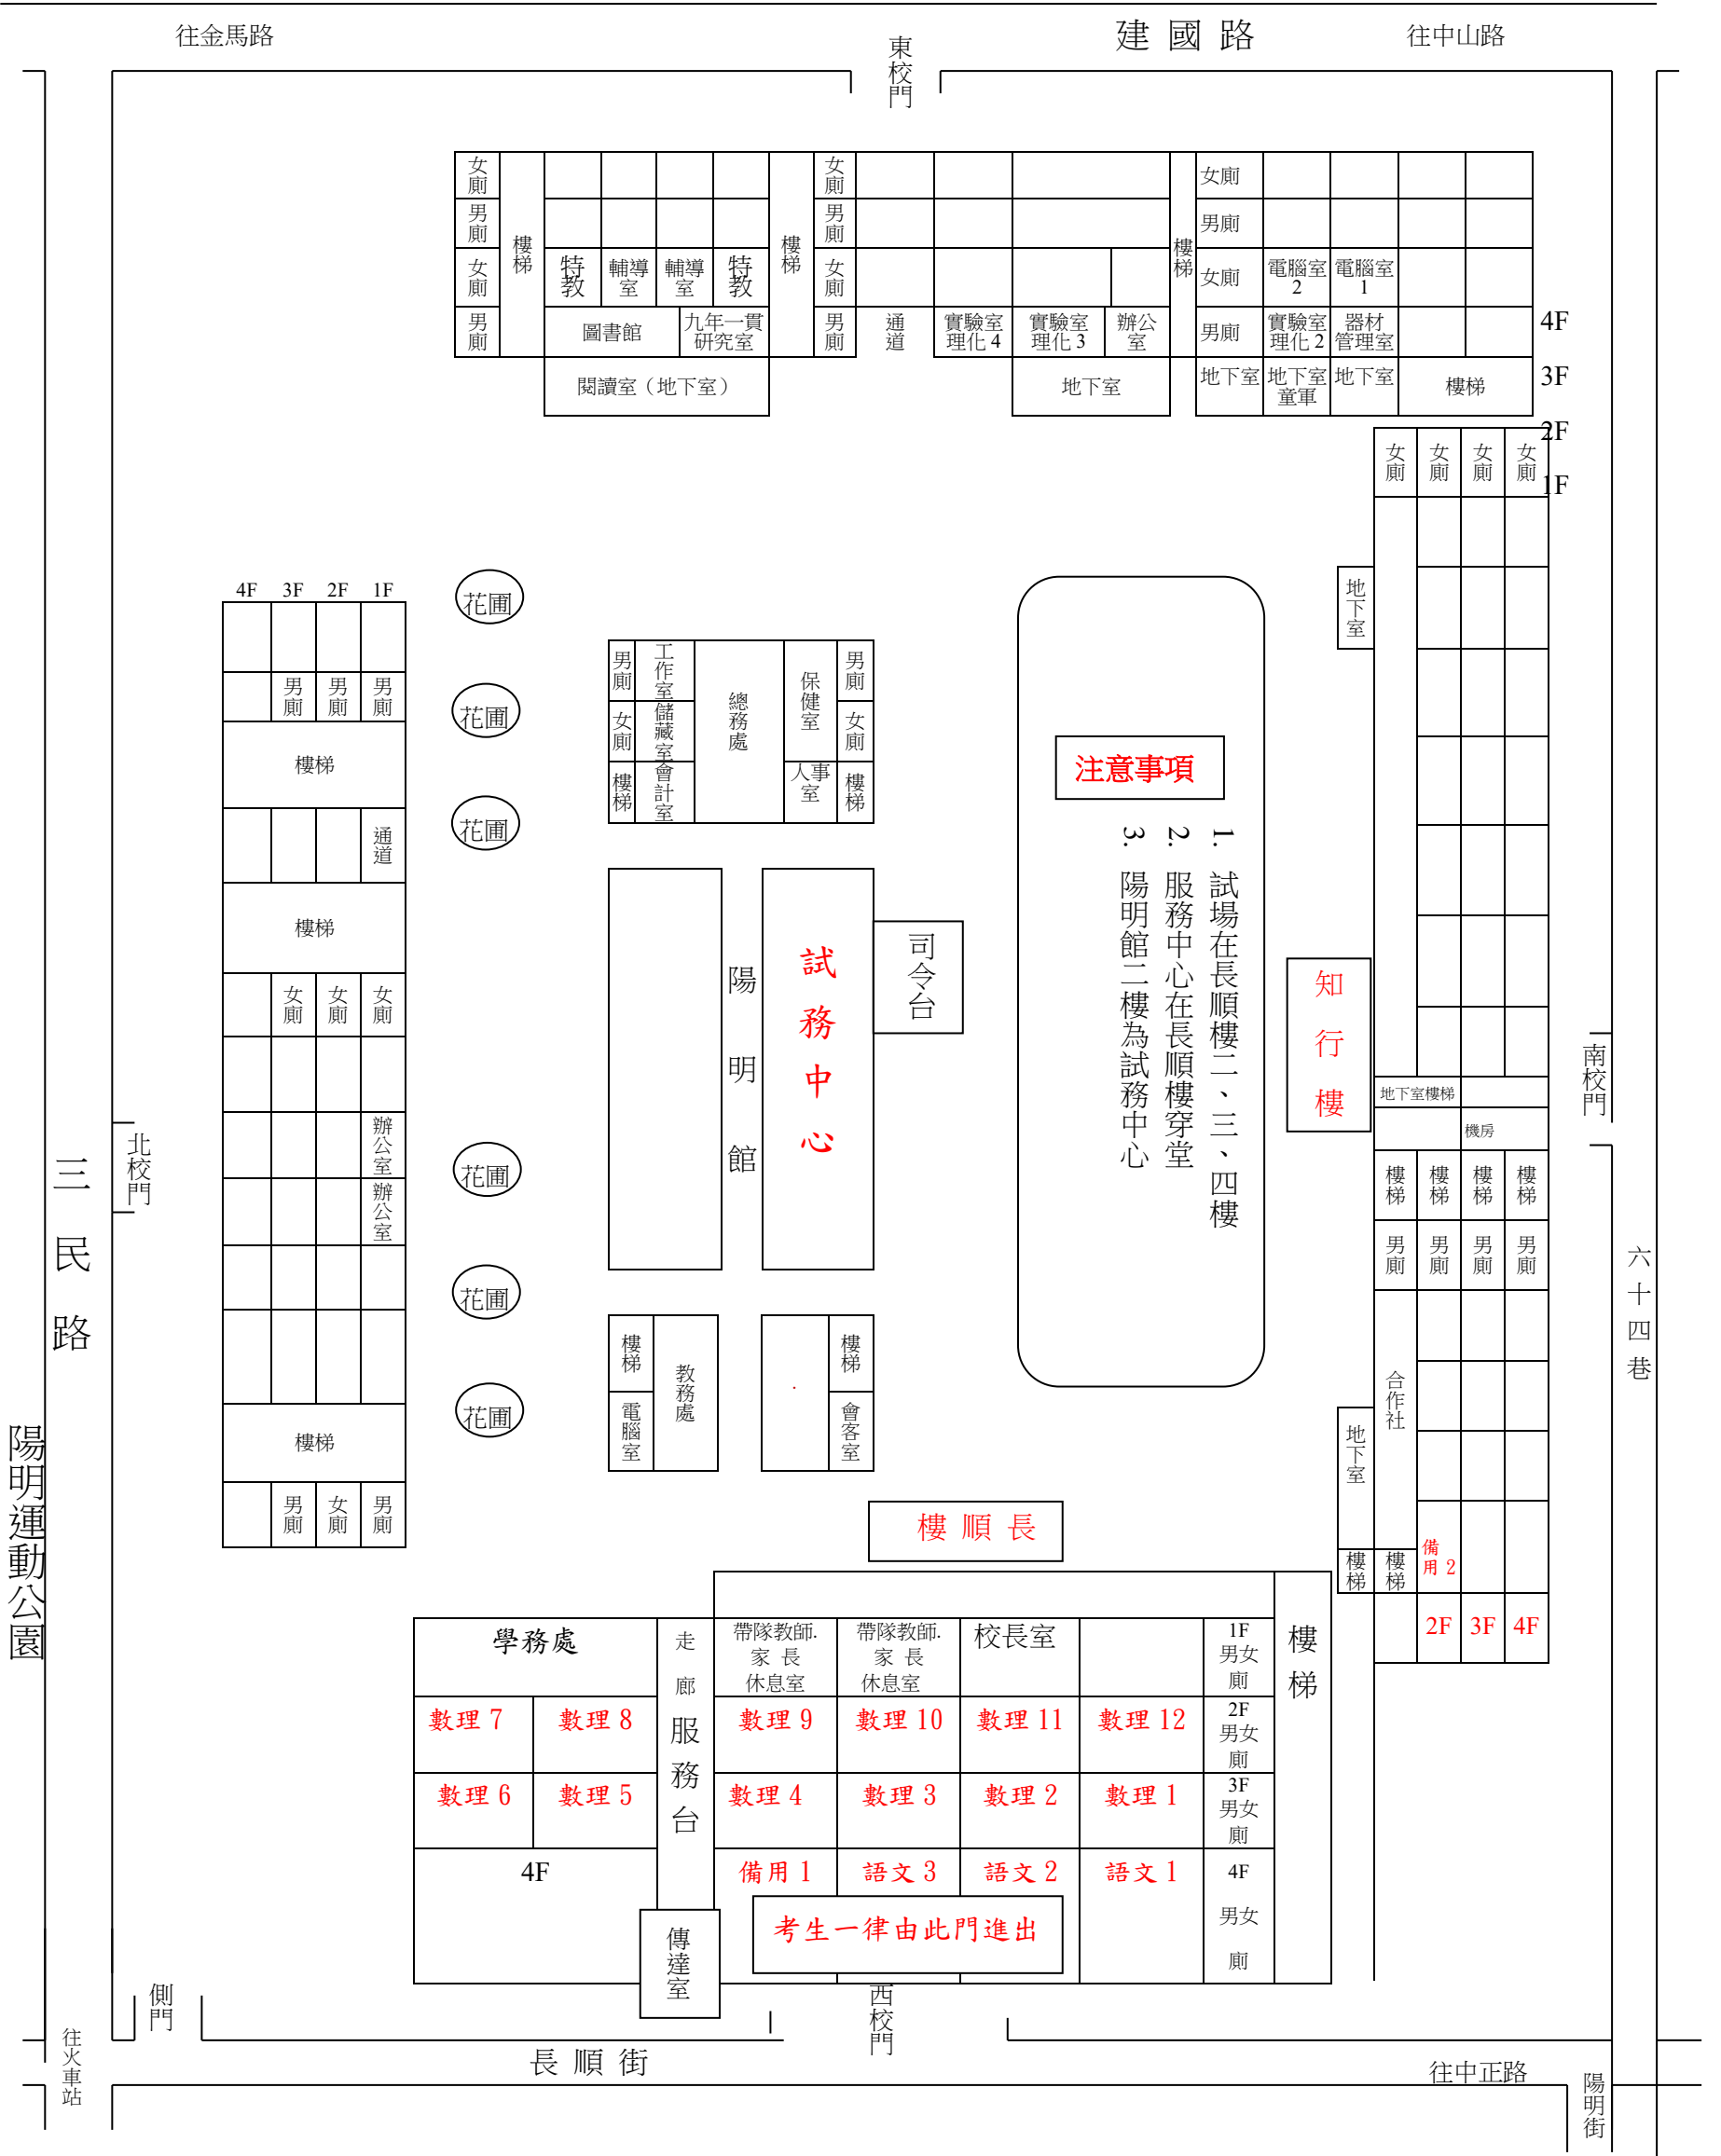 往金馬路
建國路
往中山路
東校門
女廁
女廁
女廁
男廁
男廁
男廁
樓梯
樓梯
樓梯
女廁
特教
輔導室
輔導室
特教
女廁
女廁
電腦室2
電腦室1
男廁
圖書館
九年一貫
研究室
男廁
通道
實驗室
理化4
實驗室
理化3
辦公室
男廁
實驗室
理化2
器材
管理室
4F
閱讀室（地下室）
地下室
地下室
地下室
童軍
地下室
樓梯
3F
2F
1F
女廁
女廁
女廁
女廁
地下室
4F 3F 2F 1F
男廁
男廁
男廁
樓梯
通道
樓梯
女廁
女廁
女廁
辦公室
辦公室
樓梯
男廁
女廁
男廁
花圃
花圃
花圃
花圃
花圃
花圃
男廁
工作室
總務處
保健室
男廁
女廁
儲藏室
女廁
樓梯
會計室
人事室
樓梯
陽明館
試務中心
司令台
注意事項
1. 試場在長順樓二、三、四樓
2. 服務中心在長順樓穿堂
3. 陽明館二樓為試務中心
知行樓
地下室樓梯
機房
樓梯
樓梯
樓梯
樓梯
男廁
男廁
男廁
男廁
合作社
地下室
樓梯
樓梯
備用2
2F
3F
4F
南校門
六十四巷
北校門
三民路
陽明運動公園
樓梯
教務處
電腦室
樓梯
會客室
樓順長
學務處
走廊
服務台
帶隊教師.
家長
休息室
帶隊教師.
家長
休息室
校長室
1F
男女
廁
樓梯
數理7
數理8
數理9
數理10
數理11
數理12
2F
男女
廁
數理6
數理5
數理4
數理3
數理2
數理1
3F
男女
廁
4F
備用1
語文3
語文2
語文1
4F
男女
廁
考生一律由此門進出
傳達室
側門
西校門
往火車站
長順街
往中正路
陽明街